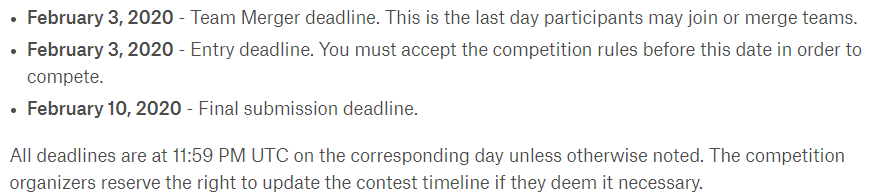 • February 3, 2020 - Team Merger deadline. This is the last day participants may join or merge teams.
• February 3, 2020 - Entry deadline. You must accept the competition rules before this date in order to
compete.
• February 10, 2020 - Final submission deadline.
All deadlines are at 11:59 PM UTC on the corresponding day unless otherwise noted. The competition
organizers reserve the right to update the contest timeline if they deem it necessary.